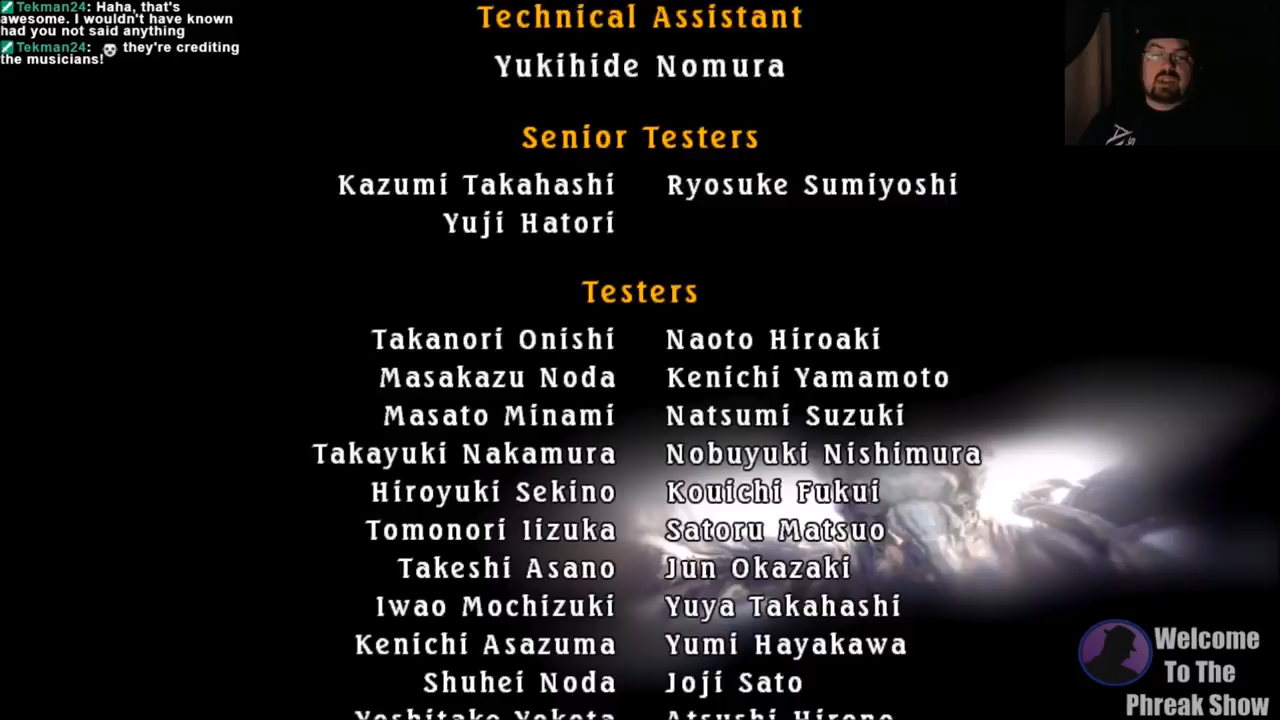 Tekman24: Haha, that's
awesome. I wouldn't have known
had you not said anything
Tekman24: they're crediting
the musicians!
Technical Assistant
Yukihide Nomura
Senior Testers
Kazumi Takahashi Ryosuke Sumiyoshi
Yuji Hatori
Testers
Takanori Onishi Naoto Hiroaki
Masakazu Noda Kenichi Yamamoto
Masato Minami Natsumi Suzuki
Takayuki Nakamura Nobuyuki Nishimura
Hiroyuki Sekino Kouichi Fukui
Tomonori Iizuka Satoru Matsuo
Takeshi Asano Jun Okazaki
Iwao Mochizuki Yuya Takahashi
Kenichi Asazuma Yumi Hayakawa
Shuhei Noda Joji Sato
Yoshitake Yokota Atsushi Hirono
Welcome
To The
Phreak Show